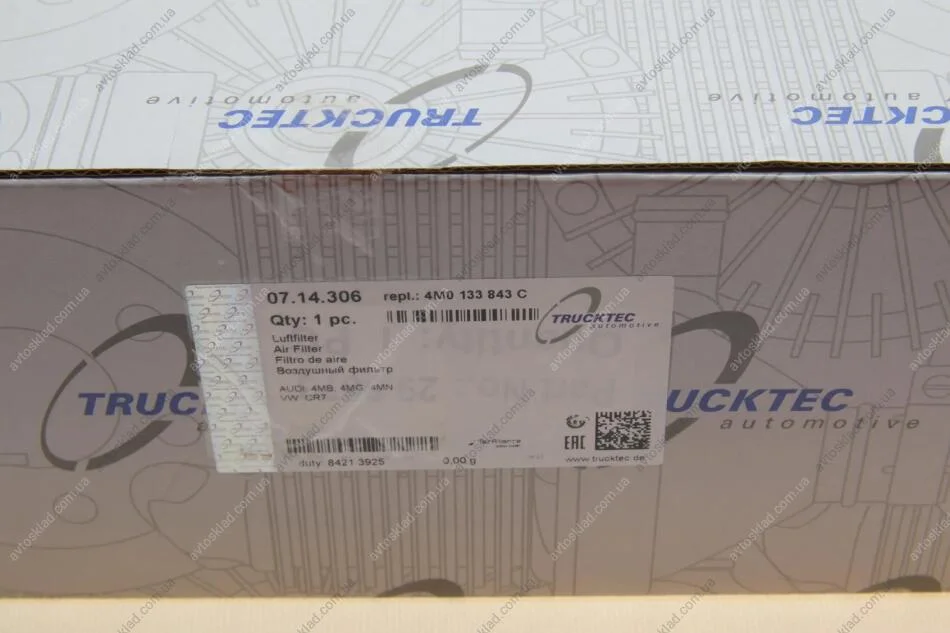 TRUCKTEC
automotive
TRUCKTEC
automotive
07.14.306 repl.: 4M0 133 843 C
Qty: 1 pc.
TRUCKTEC
automotive
Luftfilter
Air Filter
Filtro de aire
Воздушный фильтр
AUDI: 4MB, 4MG, 4MN
VW: CR7
EAC
duty: 8421 3925 0,00 g www.trucktec.de
TRUCKTEC
TRUCKTEC
automotive
avtosklad.com.ua